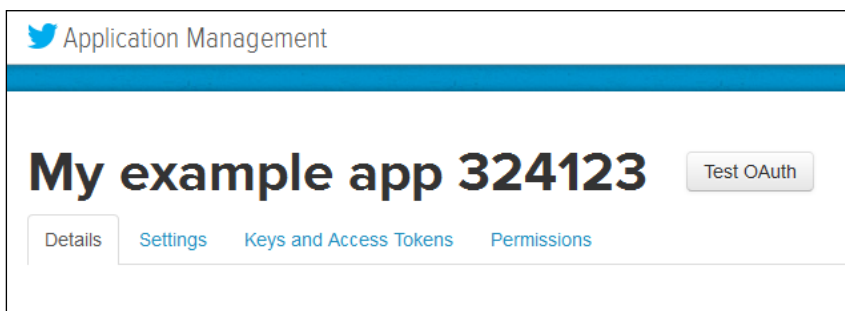 Application Management
My example app 324123 Test OAuth
Details Settings Keys and Access Tokens Permissions